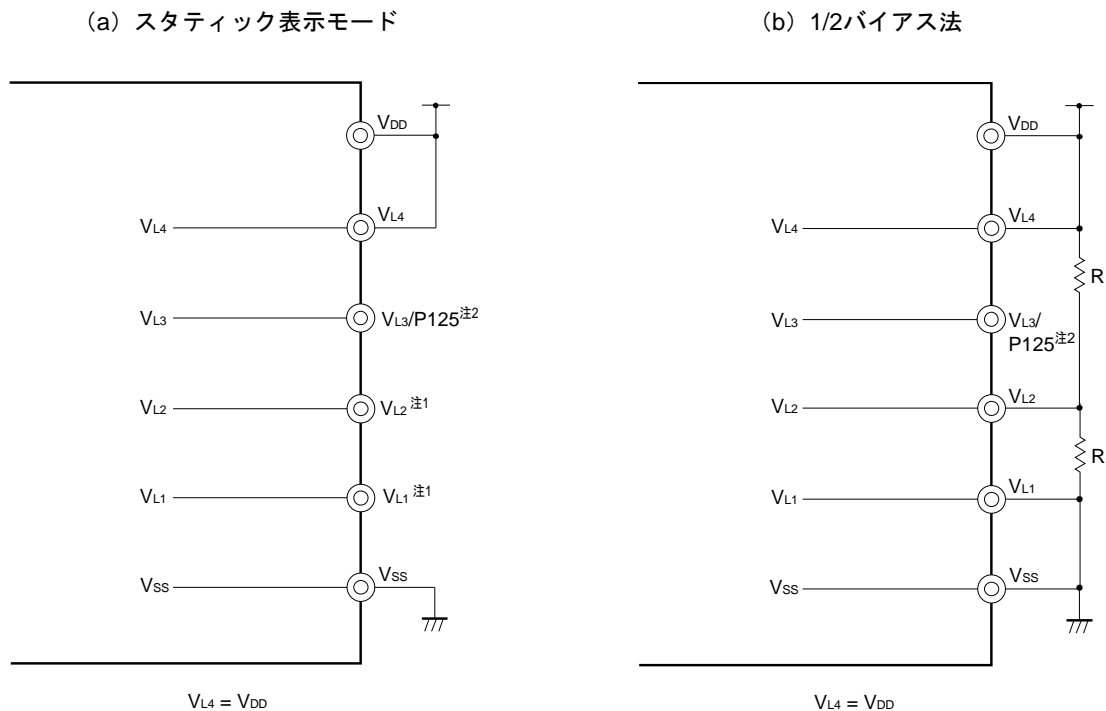 (a) スタティック表示モード
VDD
VL4 VL4
VL3 VL3/P125注2
VL2 VL2注1
VL1 VL1注1
VSS VSS
VL4 = VDD
(b) 1/2バイアス法
VDD
VL4 VL4
R
VL3 VL3/
P125注2
VL2 VL2
R
VL1 VL1
VSS VSS
VL4 = VDD